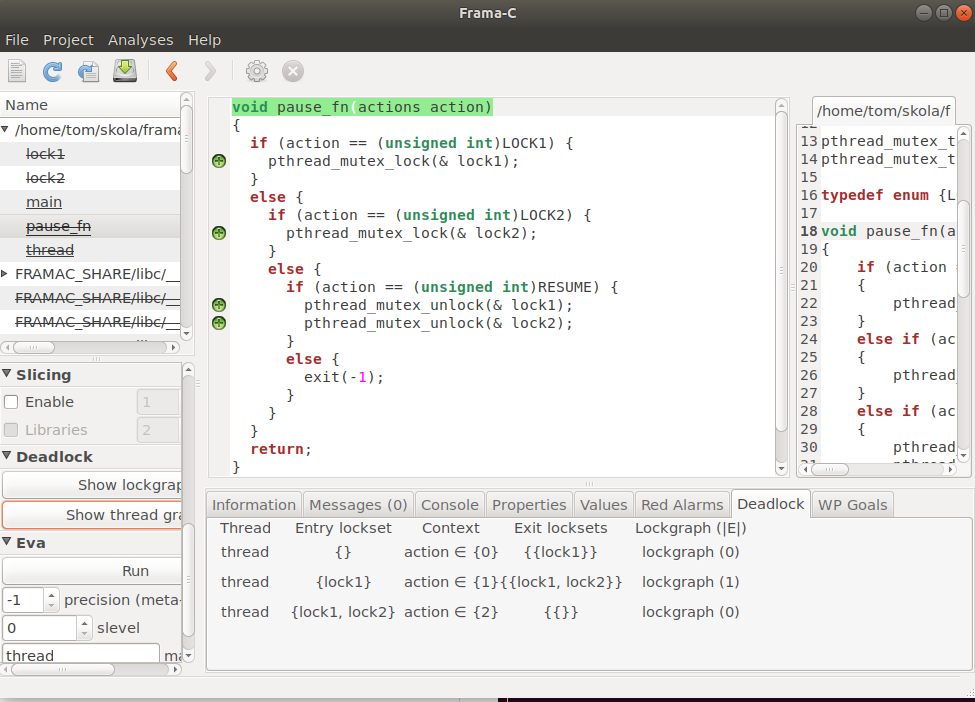 Frama-C
File Project Analyses Help
Name
/home/tom/skola/frama
lock1
lock2
main
pause_fn
thread
FRAMAC_SHARE/libc/__
FRAMAC_SHARE/libc/__
FRAMAC_SHARE/libc/__
Slicing
Enable 1
Libraries 2
Deadlock
Show lockgrap
Show thread gra
Eva
Run
-1 precision (meta-
0 slevel
thread ma
void pause_fn(actions action)
{
if (action == (unsigned int)LOCK1) {
pthread_mutex_lock(& lock1);
}
else {
if (action == (unsigned int)LOCK2) {
pthread_mutex_lock(& lock2);
}
else {
if (action == (unsigned int)RESUME) {
pthread_mutex_unlock(& lock1);
pthread_mutex_unlock(& lock2);
}
else {
exit(-1);
}
}
}
return;
}
/home/tom/skola/f
12
13 pthread_mutex_t
14 pthread_mutex_t
15
16 typedef enum {L
17
18 void pause_fn(a
19 {
20 if (action =
21 {
22 pthread_
23 }
24 else if (ac
25 {
26 pthread_
27 }
28 else if (ac
29 {
30 pthread
31 pthread
Information Messages (0) Console Properties Values Red Alarms Deadlock WP Goals
Thread Entry lockset Context Exit locksets Lockgraph (|E|)
thread {} action ∈ {0} {{lock1}} lockgraph (0)
thread {lock1} action ∈ {1} {{lock1, lock2}} lockgraph (1)
thread {lock1, lock2} action ∈ {2} {{}} lockgraph (0)